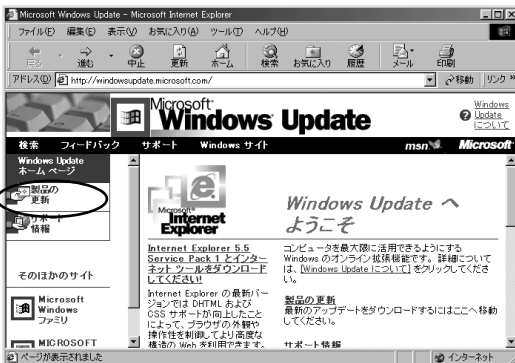 Microsoft Windows Update - Microsoft Internet Explorer
ファイル(F) 編集(E) 表示(V) お気に入り(A) ツール(T) ヘルプ(H)
戻る 進む 中止 更新 ホーム 検索 お気に入り 履歴 メール 印刷
アドレス(D) http://windowsupdate.microsoft.com/ 移動 リンク »
Microsoft
Windows Update
Windows
Update
について
検索 フィードバック サポート Windows サイト msn Microsoft
Windows Update
ホーム ページ
製品の
更新
サポート
情報
そのほかのサイト
Microsoft
Windows
ファミリ
MICROSOFT
Microsoft
Internet
Explorer
Internet Explorer 5.5
Service Pack 1 とインター
ネット ツールをダウンロード
してください!
Internet Explorer の最新バー
ジョンでは DHTML および
CSS サポートが向上したこと
によって、ブラウザの外観や
操作性を制御してより高度な
構造の Web を利用できます。
Windows Update へ
ようこそ
コンピュータを最大限に活用できるようにする
Windows のオンライン拡張機能です。詳細について
は、[Windows Update について] をクリックしてくださ
い。
製品の更新
最新のアップデートをダウンロードするにはここへ移動
してください。
サポート情報
ページが表示されました インターネット